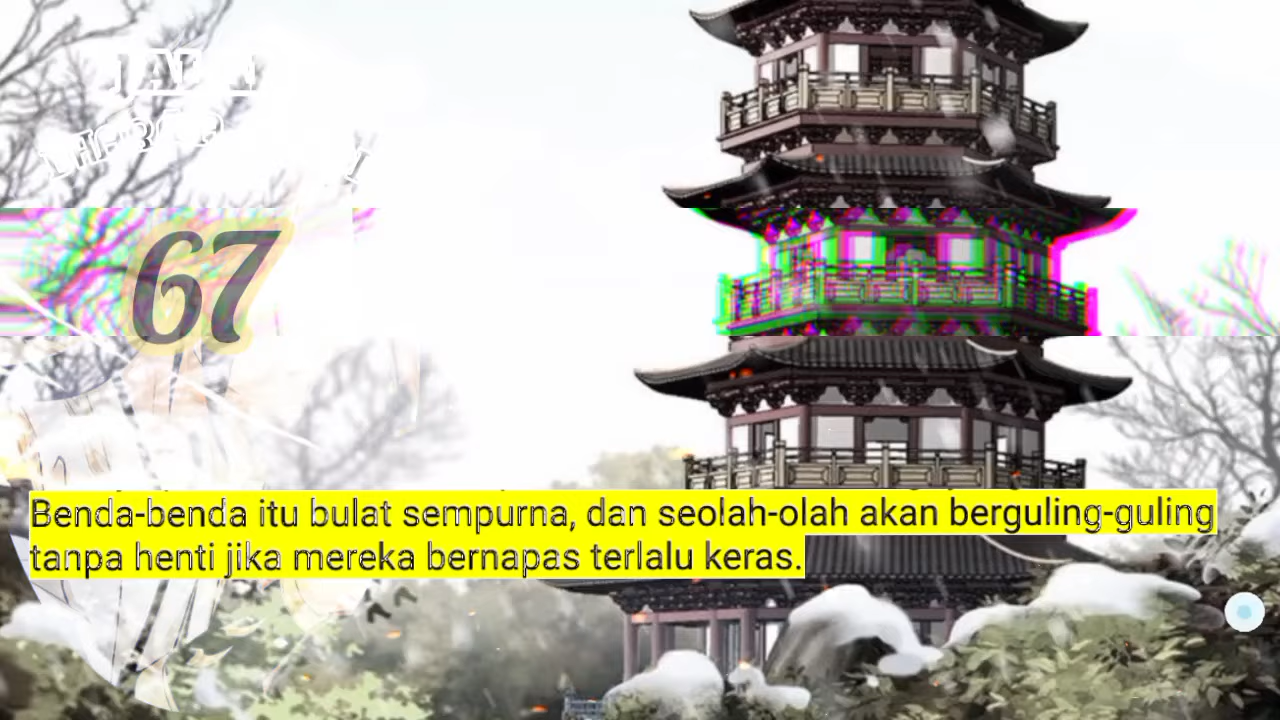 67
Benda-benda itu bulat sempurna, dan seolah-olah akan berguling-guling
tanpa henti jika mereka bernapas terlalu keras.